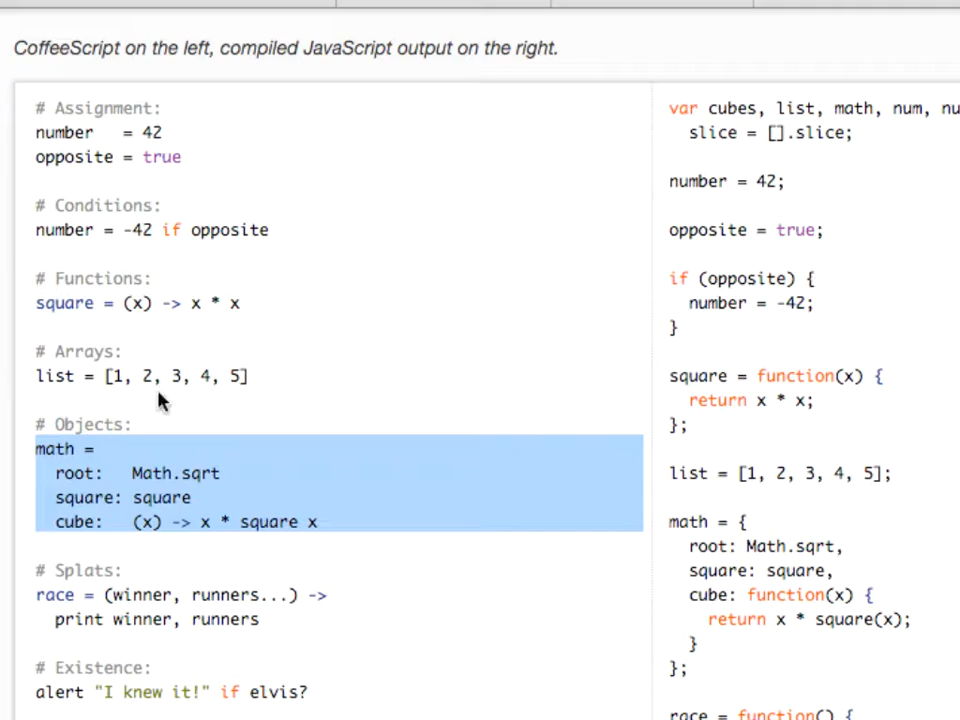 CoffeeScript on the left, compiled JavaScript output on the right.
# Assignment:
number   = 42
opposite = true
# Conditions:
number = -42 if opposite
# Functions:
square = (x) -> x * x
# Arrays:
list = [1, 2, 3, 4, 5]
# Objects:
math =
  root:   Math.sqrt
  square: square
  cube:   (x) -> x * square x
# Splats:
race = (winner, runners...) ->
  print winner, runners
# Existence:
alert "I knew it!" if elvis?
var cubes, list, math, num, nu
  slice = [].slice;
number = 42;
opposite = true;
if (opposite) {
  number = -42;
}
square = function(x) {
  return x * x;
};
list = [1, 2, 3, 4, 5];
math = {
  root: Math.sqrt,
  square: square,
  cube: function(x) {
    return x * square(x);
  }
};
race = function() {